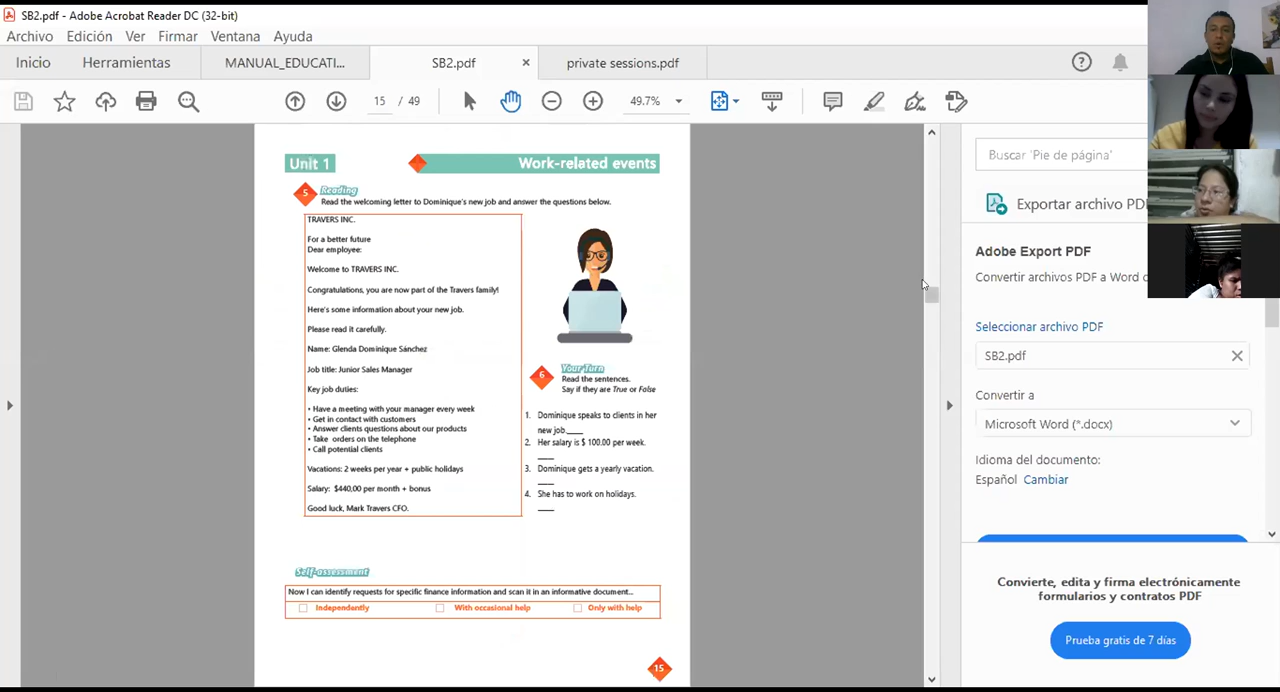 SB2.pdf - Adobe Acrobat Reader DC (32-bit)
Archivo Edición Ver Firmar Ventana Ayuda
Inicio Herramientas MANUAL_EDUCATI... SB2.pdf × private sessions.pdf
15 / 49 49.7%
Unit 1 Work-related events
5 Reading
Read the welcoming letter to Dominique's new job and answer the questions below.
TRAVERS INC.
For a better future
Dear employee:
Welcome to TRAVERS INC.
Congratulations, you are now part of the Travers family!
Here's some information about your new job.
Please read it carefully.
Name: Glenda Dominique Sánchez
Job title: Junior Sales Manager
Key job duties:
• Have a meeting with your manager every week
• Get in contact with customers
• Answer clients questions about our products
• Take orders on the telephone
• Call potential clients
Vacations: 2 weeks per year + public holidays
Salary: $440,00 per month + bonus
Good luck, Mark Travers CFO.
6 Your Turn
Read the sentences.
Say if they are True or False
1. Dominique speaks to clients in her
new job.____
2. Her salary is $ 100.00 per week.
____
3. Dominique gets a yearly vacation.
____
4. She has to work on holidays.
____
Self-assessment
Now I can identify requests for specific finance information and scan it in an informative document...
Independently With occasional help Only with help
15
Buscar 'Pie de página'
Exportar archivo PD
Adobe Export PDF
Convertir archivos PDF a Word o
Seleccionar archivo PDF
SB2.pdf
Convertir a
Microsoft Word (*.docx)
Idioma del documento:
Español Cambiar
Convierte, edita y firma electrónicamente
formularios y contratos PDF
Prueba gratis de 7 días